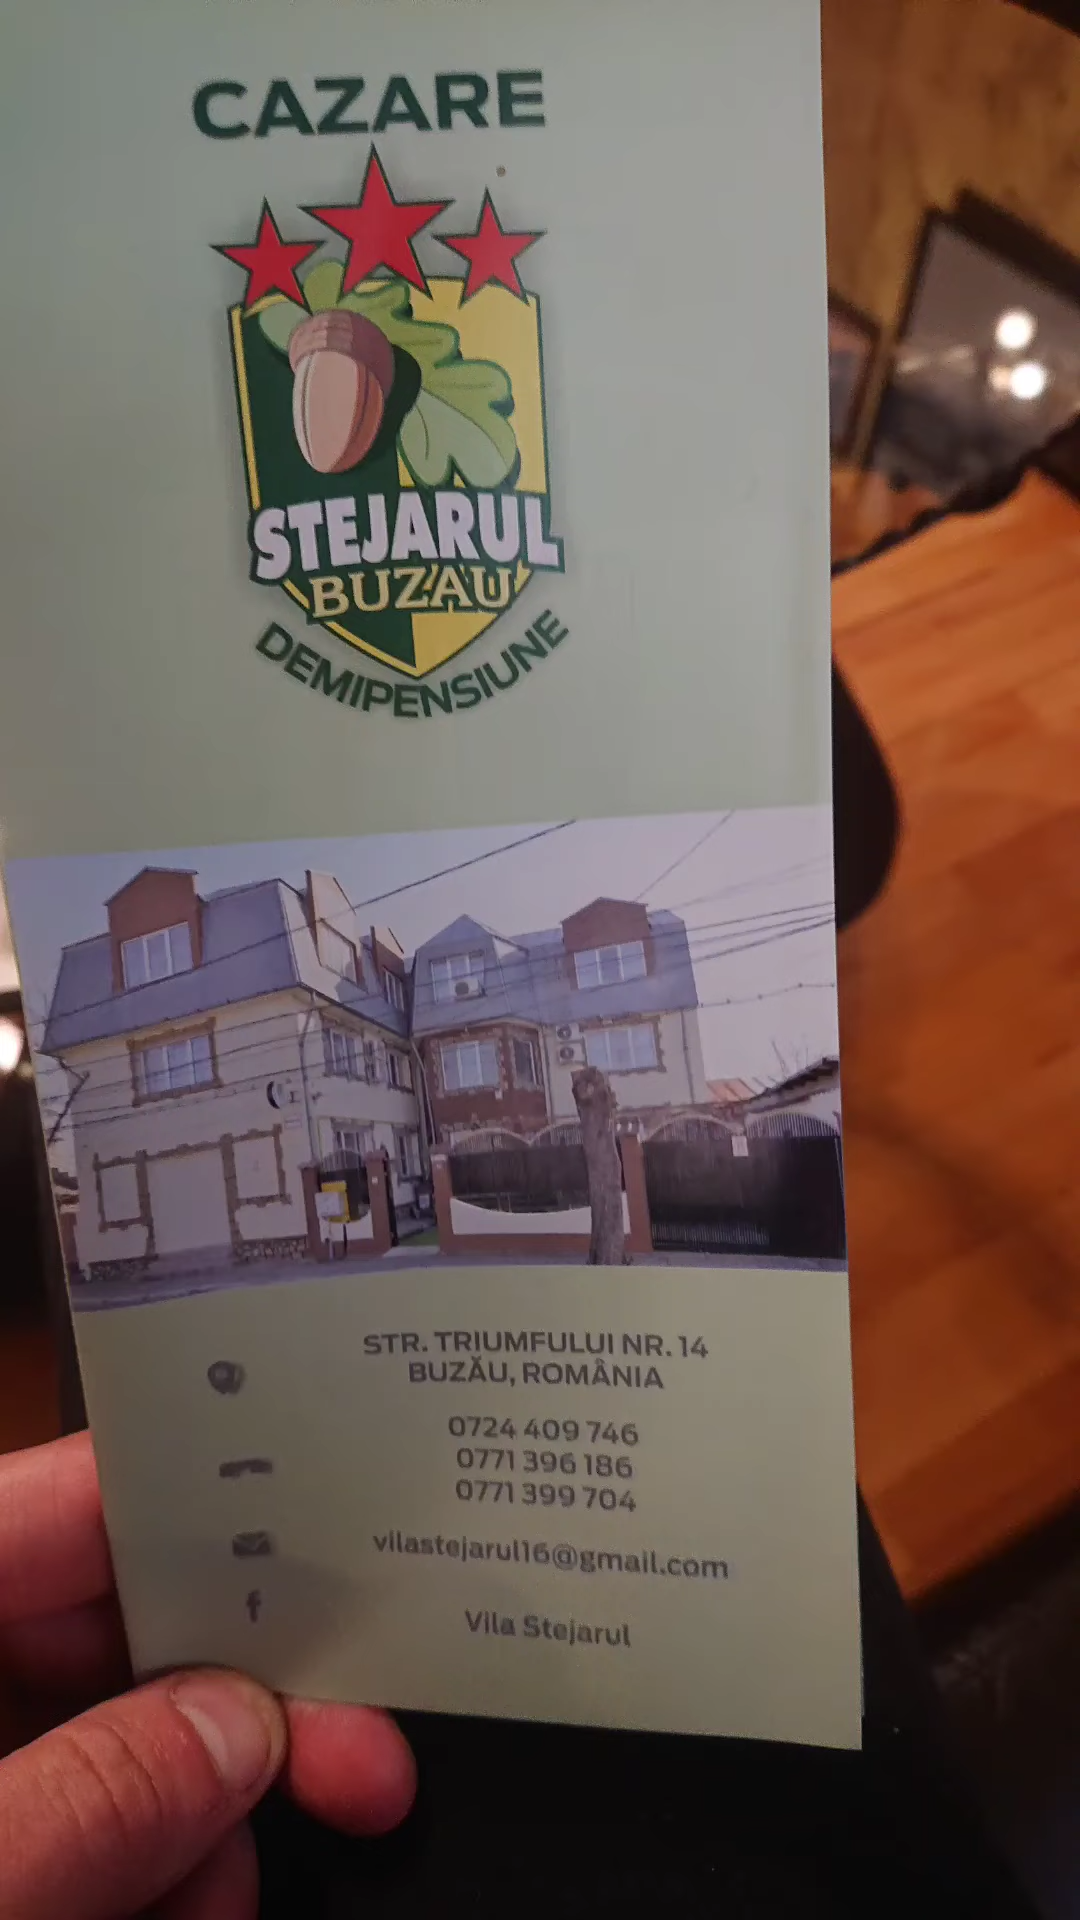 CAZARE
STEJARUL
BUZAU
DEMIPENSIUNE
STR. TRIUMFULUI NR. 14
BUZĂU, ROMÂNIA
0724 409 746
0771 396 186
0771 399 704
vilastejarul16@gmail.com
f
Vila Stejarul